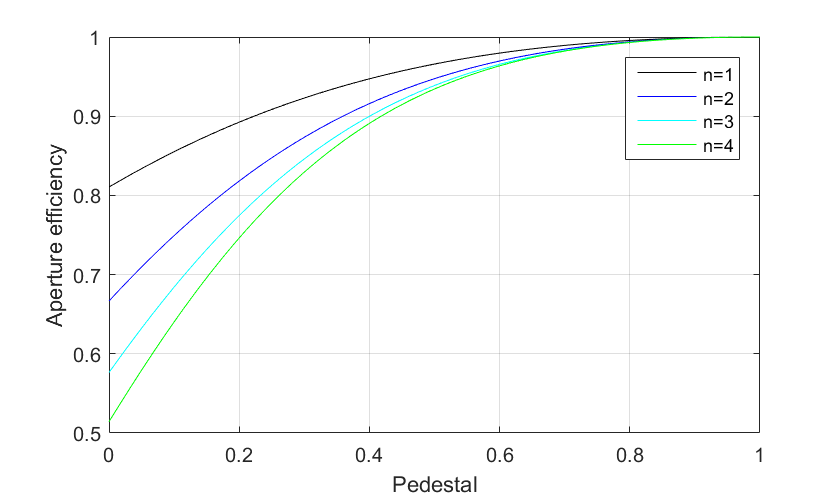 1
0.9
0.8
0.7
0.6
0.5
Aperture efficiency
n=1
n=2
n=3
n=4
0 0.2 0.4 0.6 0.8 1
Pedestal